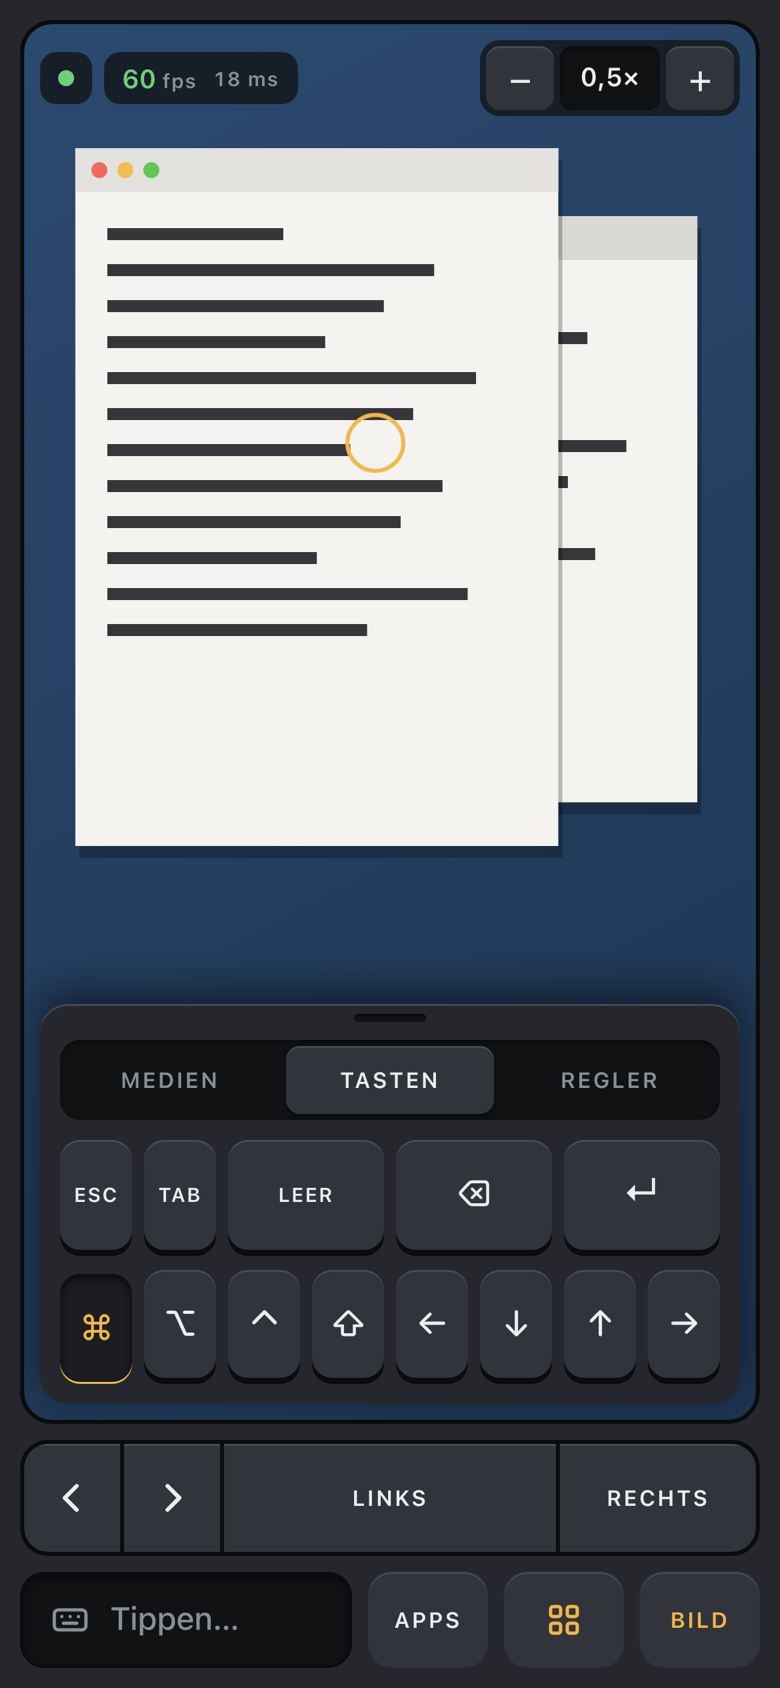 60 fps 18 ms − 0,5× +
MEDIEN TASTEN REGLER
ESC TAB LEER
LINKS RECHTS
Tippen... APPS BILD